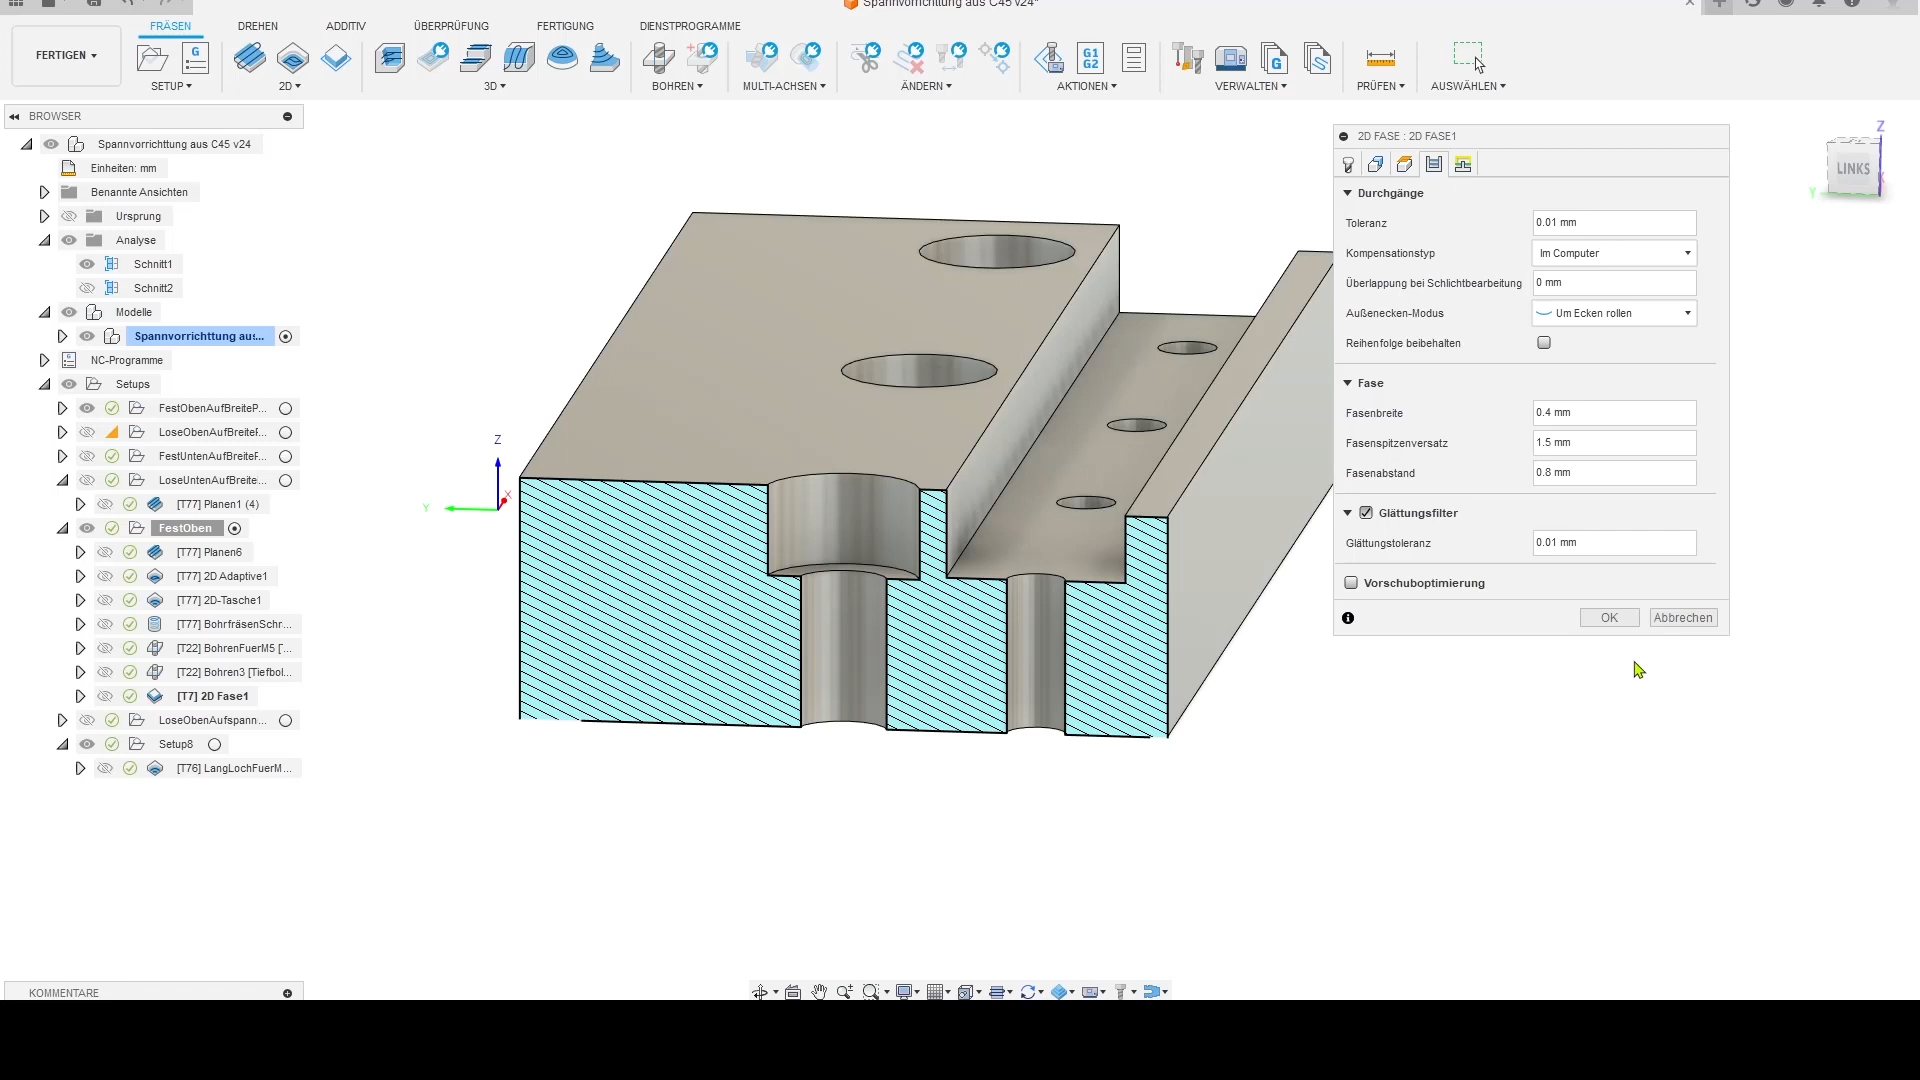 Spannvorrichttung aus C45 v24*
FRÄSEN
DREHEN
ADDITIV
ÜBERPRÜFUNG
FERTIGUNG
DIENSTPROGRAMME
FERTIGEN
SETUP
2D
3D
BOHREN
MULTI-ACHSEN
ÄNDERN
AKTIONEN
VERWALTEN
PRÜFEN
AUSWÄHLEN
G
G1
G2
G
BROWSER
Spannvorrichttung aus C45 v24
Einheiten: mm
Benannte Ansichten
Ursprung
Analyse
Schnitt1
Schnitt2
Modelle
Spannvorrichttung aus...
NC-Programme
Setups
FestObenAufBreiteP...
LoseObenAufBreiteF...
FestUntenAufBreiteF...
LoseUntenAufBreite...
[T77] Planen1 (4)
FestOben
[T77] Planen6
[T77] 2D Adaptive1
[T77] 2D-Tasche1
[T77] BohrfräsenSchr...
[T22] BohrenFuerM5 [T...
[T22] Bohren3 [Tiefbol...
[T7] 2D Fase1
LoseObenAufspann...
Setup8
[T76] LangLochFuerM...
KOMMENTARE
Z
X
Y
2D FASE : 2D FASE1
Durchgänge
Toleranz
0.01 mm
Kompensationstyp
Im Computer
Überlappung bei Schlichtbearbeitung
0 mm
Außenecken-Modus
Um Ecken rollen
Reihenfolge beibehalten
Fase
Fasenbreite
0.4 mm
Fasenspitzenversatz
1.5 mm
Fasenabstand
0.8 mm
Glättungsfilter
Glättungstoleranz
0.01 mm
Vorschuboptimierung
OK
Abbrechen
Z
LINKS
X
Y